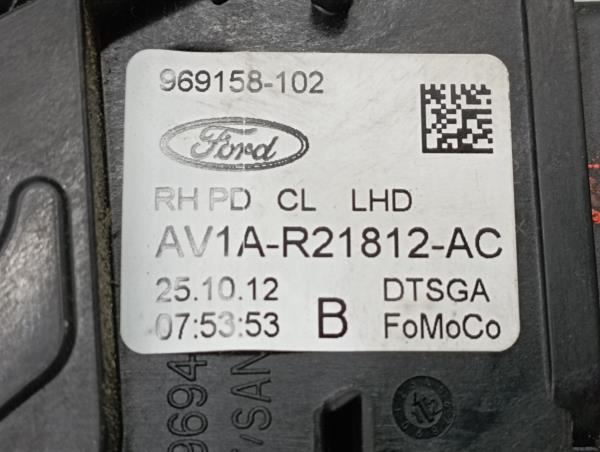 969158-102
Ford
RH PD CL LHD
AV1A-R21812-AC
25.10.12 DTSGA
07:53:53 B FoMoCo